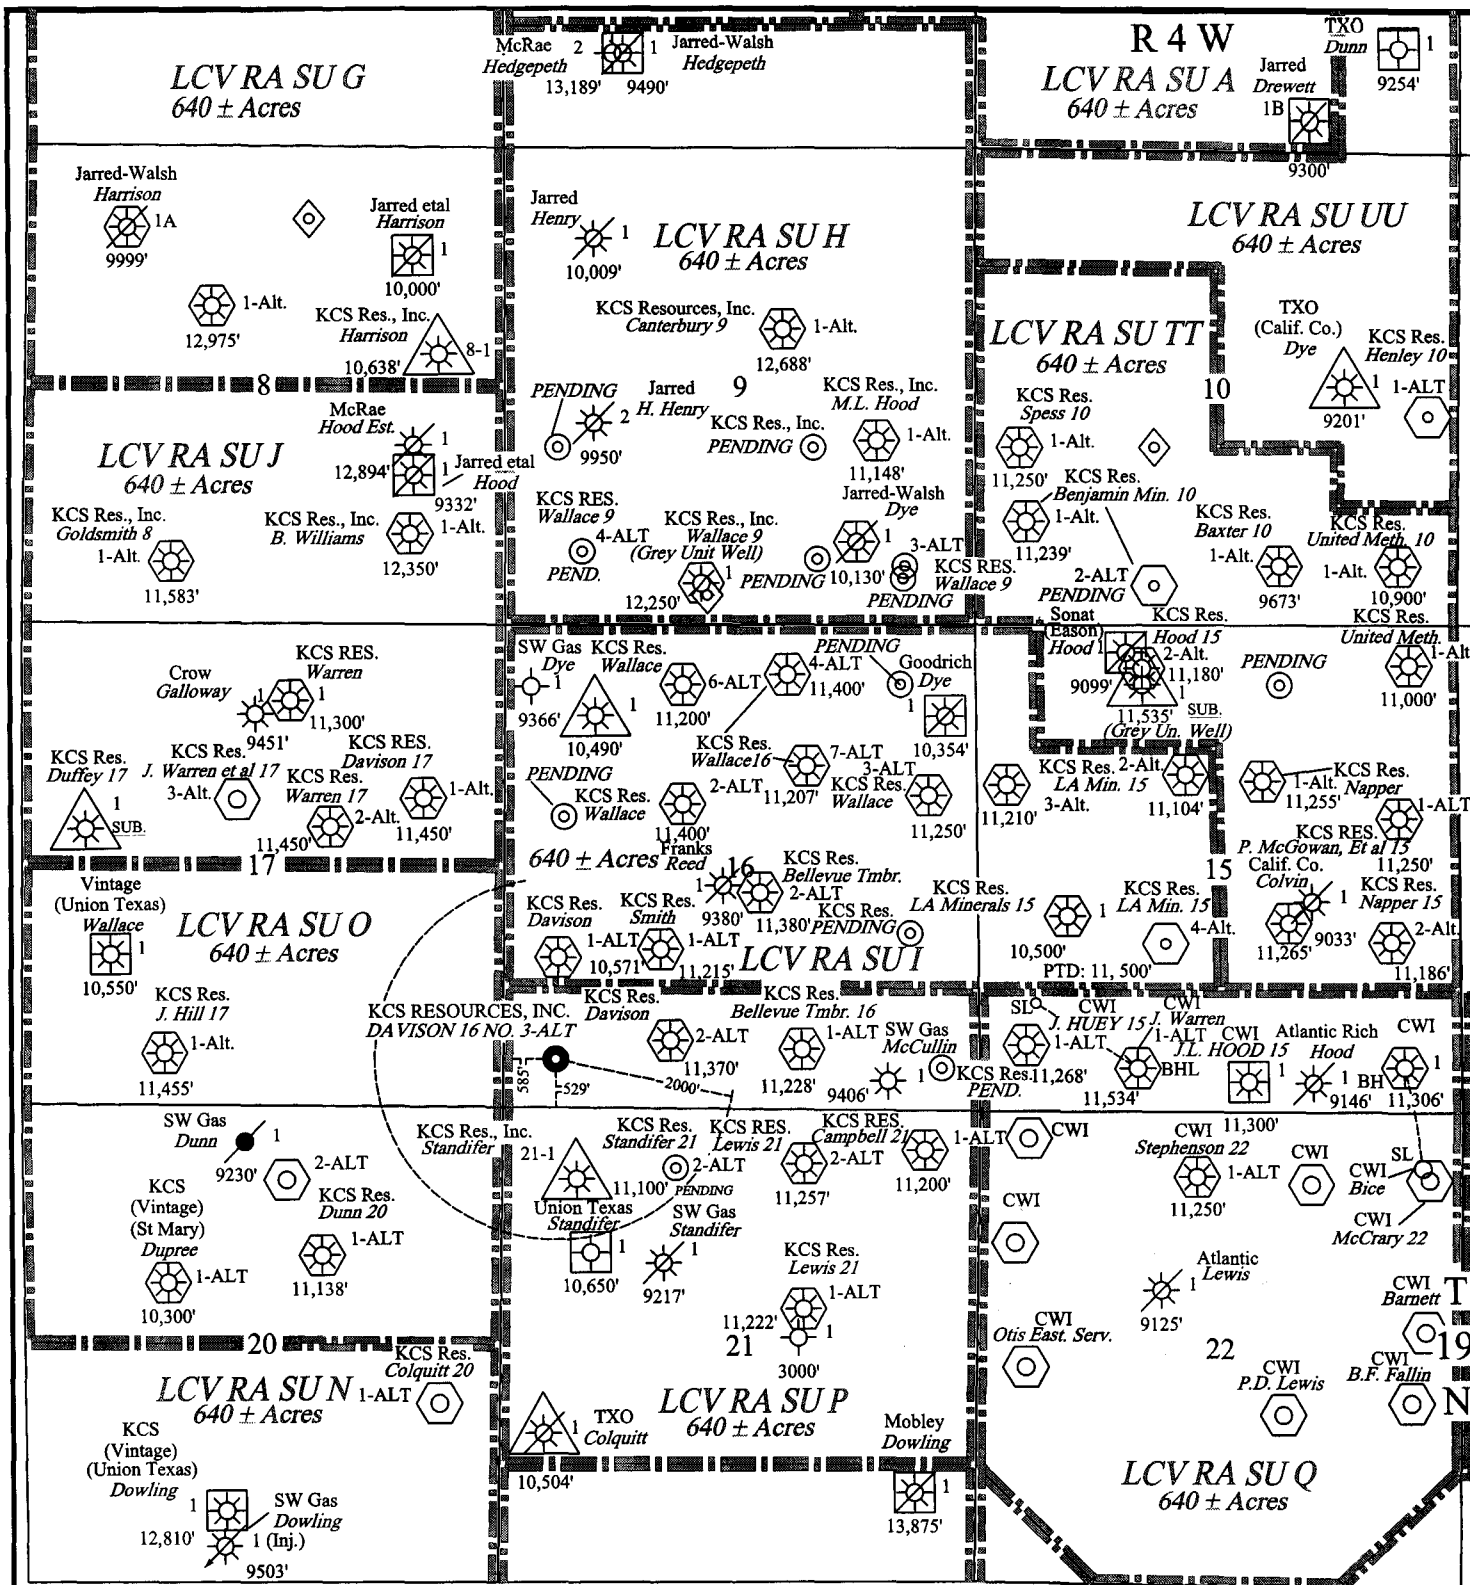 R 4 W
LCV RA SU G
640 ± Acres
McRae
Hedgepeth
2
1
13,189'
9490'
Jarred-Walsh
Hedgepeth
LCV RA SU A
640 ± Acres
Jarred
Drewett
1B
9300'
TXO
Dunn
1
9254'
Jarred-Walsh
Harrison
1A
9999'
Jarred etal
Harrison
1
10,000'
1-Alt.
12,975'
KCS Res., Inc.
Harrison
10,638'
8-1
8
Jarred
Henry
1
10,009'
LCV RA SU H
640 ± Acres
KCS Resources, Inc.
Canterbury 9
1-Alt.
12,688'
9
PENDING
Jarred
H. Henry
2
9950'
KCS Res., Inc.
PENDING
KCS Res., Inc.
M.L. Hood
1-Alt.
11,148'
KCS RES.
Wallace 9
4-ALT
PEND.
KCS Res., Inc.
Wallace 9
(Grey Unit Well)
1
12,250'
Jarred-Walsh
Dye
1
10,130'
PENDING
3-ALT
KCS RES.
Wallace 9
PENDING
LCV RA SU UU
640 ± Acres
LCV RA SU TT
640 ± Acres
10
TXO
(Calif. Co.)
Dye
1
9201'
KCS Res.
Henley 10
1-ALT
KCS Res.
Spess 10
1-Alt.
11,250'
KCS Res.
Benjamin Min. 10
1-Alt.
11,239'
2-ALT
PENDING
KCS Res.
Baxter 10
1-Alt.
9673'
KCS Res.
United Meth. 10
1-Alt.
10,900'
McRae
Hood Est.
1
12,894'
1
Jarred etal
Hood
9332'
LCV RA SU J
640 ± Acres
KCS Res., Inc.
Goldsmith 8
1-Alt.
11,583'
KCS Res., Inc.
B. Williams
1-Alt.
12,350'
Crow
Galloway
1
9451'
KCS RES.
Warren
1
11,300'
KCS Res.
Duffey 17
1
SUB.
KCS Res.
J. Warren et al 17
3-Alt.
KCS Res.
Warren 17
2-Alt.
11,450'
KCS RES.
Davison 17
1-Alt.
11,450'
17
SW Gas
Dye
1
9366'
KCS Res.
Wallace
1
10,490'
6-ALT
11,200'
4-ALT
11,400'
PENDING
Goodrich
Dye
1
10,354'
KCS Res.
Wallace16
7-ALT
11,207'
3-ALT
KCS Res.
Wallace
11,250'
PENDING
KCS Res.
Wallace
2-ALT
11,400'
640 ± Acres
Franks
Reed
1
16
9380'
KCS Res.
Bellevue Tmbr.
2-ALT
11,380'
KCS Res.
PENDING
KCS Res.
Davison
1-ALT
10,571'
KCS Res.
Smith
1-ALT
11,215'
LCV RA SU I
Sonat
(Eason)
Hood 1
9099'
KCS Res.
Hood 15
2-Alt.
11,180'
1
11,535'
SUB.
(Grey Un. Well)
PENDING
KCS Res.
United Meth.
1-Alt
11,000'
KCS Res.
LA Min. 15
3-Alt.
11,210'
2-Alt.
11,104'
KCS Res.
Napper
1-Alt.
11,255'
1-ALT
KCS RES.
P. McGowan, Et al 15
11,250'
15
Calif. Co.
Colvin
1
9033'
11,265'
KCS Res.
Napper 15
2-Alt.
11,186'
KCS Res.
LA Minerals 15
1
10,500'
KCS Res.
LA Min. 15
4-Alt.
PTD: 11, 500'
Vintage
(Union Texas)
Wallace
1
10,550'
LCV RA SU O
640 ± Acres
KCS Res.
J. Hill 17
1-Alt.
11,455'
KCS RESOURCES, INC.
DAVISON 16 NO. 3-ALT
585'
529'
2000'
KCS Res.
Davison
2-ALT
11,370'
KCS Res.
Bellevue Tmbr. 16
1-ALT
11,228'
SW Gas
McCullin
1
9406'
KCS Res.
PEND.
SL
CWI
J. HUEY 15
1-ALT
11,268'
CWI
J. Warren
1-ALT
BHL
11,534'
CWI
J.L. HOOD 15
1
11,300'
Atlantic Rich
Hood
1
9146'
CWI
1
BH
11,306'
SW Gas
Dunn
1
9230'
2-ALT
KCS Res.
Dunn 20
1-ALT
11,138'
KCS
(Vintage)
(St Mary)
Dupree
1-ALT
10,300'
20
KCS Res., Inc.
Standifer
21-1
11,100'
KCS Res.
Standifer 21
2-ALT
PENDING
KCS RES.
Lewis 21
2-ALT
11,257'
KCS RES.
Campbell 21
1-ALT
11,200'
Union Texas
Standifer
1
10,650'
SW Gas
Standifer
1
9217'
KCS Res.
Lewis 21
1-ALT
11,222'
1
3000'
21
CWI
CWI
Stephenson 22
1-ALT
11,250'
CWI
SL
CWI
Bice
CWI
McCrary 22
CWI
Atlantic
Lewis
1
9125'
22
CWI
Otis East. Serv.
CWI
Barnett
CWI
P.D. Lewis
CWI
B.F. Fallin
T
19
N
KCS Res.
Colquitt 20
1-ALT
LCV RA SU N
640 ± Acres
KCS
(Vintage)
(Union Texas)
Dowling
1
12,810'
SW Gas
Dowling
1 (Inj.)
9503'
LCV RA SU P
640 ± Acres
1
TXO
Colquitt
10,504'
Mobley
Dowling
1
13,875'
LCV RA SU Q
640 ± Acres